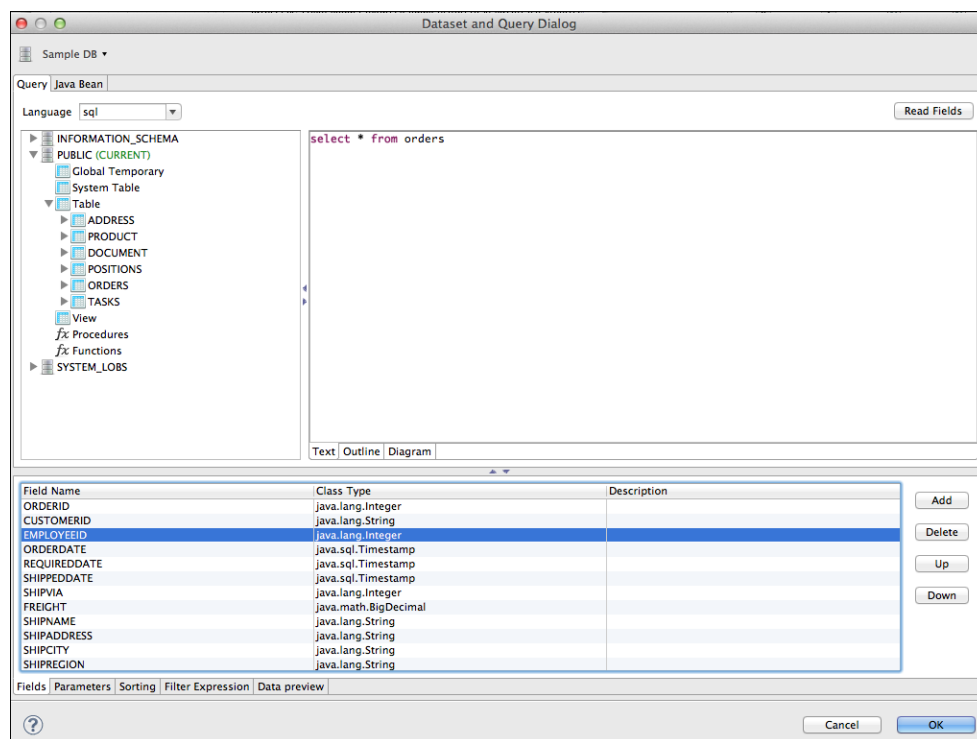 Dataset and Query Dialog
Sample DB
Query Java Bean
Language sql Read Fields
INFORMATION_SCHEMA
PUBLIC (CURRENT)
Global Temporary
System Table
Table
ADDRESS
PRODUCT
DOCUMENT
POSITIONS
ORDERS
TASKS
View
fx Procedures
fx Functions
SYSTEM_LOBS
select * from orders
Text Outline Diagram
Field Name Class Type Description
ORDERID java.lang.Integer
CUSTOMERID java.lang.String
EMPLOYEEID java.lang.Integer
ORDERDATE java.sql.Timestamp
REQUIREDDATE java.sql.Timestamp
SHIPPEDDATE java.sql.Timestamp
SHIPVIA java.lang.Integer
FREIGHT java.math.BigDecimal
SHIPNAME java.lang.String
SHIPADDRESS java.lang.String
SHIPCITY java.lang.String
SHIPREGION java.lang.String
Add
Delete
Up
Down
Fields Parameters Sorting Filter Expression Data preview
? Cancel OK